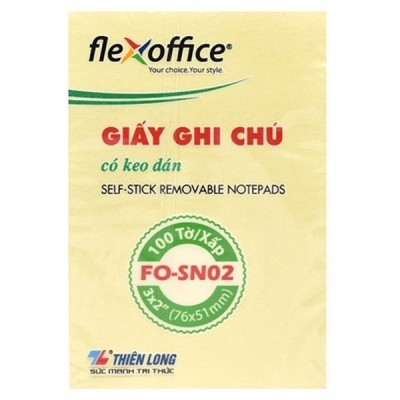 flexoffice®
Your choice.Your style.
GIẤY GHI CHÚ
có keo dán
SELF-STICK REMOVABLE NOTEPADS
100 Tờ/Xấp
FO-SN02
3x2" (76x51mm)
TL THIÊN LONG
SỨC MẠNH TRI THỨC